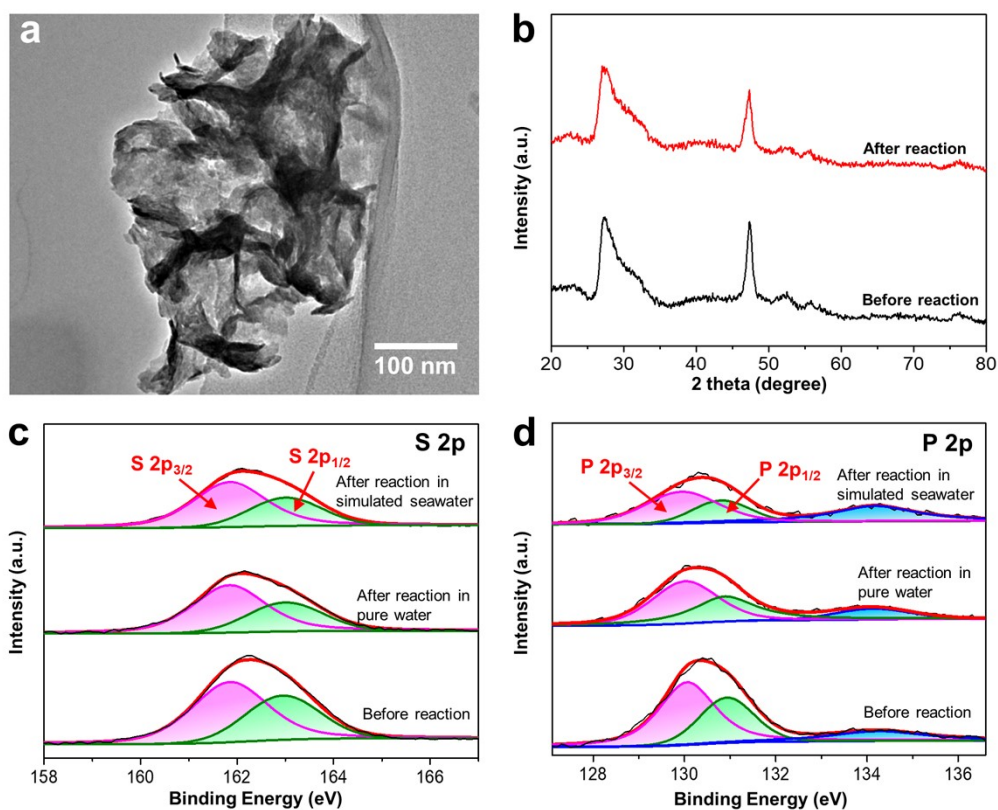 a
100 nm
b
Intensity (a.u.)
After reaction
Before reaction
20 30 40 50 60 70 80
2 theta (degree)
c
S 2p
S 2p3/2
S 2p1/2
After reaction in
simulated seawater
After reaction in
pure water
Before reaction
Intensity (a.u.)
158 160 162 164 166
Binding Energy (eV)
d
P 2p
P 2p3/2
P 2p1/2
After reaction in
simulated seawater
After reaction in
pure water
Before reaction
Intensity (a.u.)
128 130 132 134 136
Binding Energy (eV)